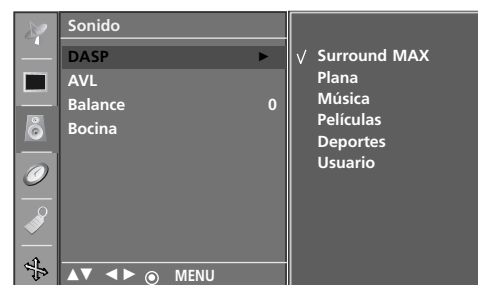 Sonido
DASP ►
AVL
Balance 0
Bocina
▲▼ ◄► ◉ MENU
√ Surround MAX
Plana
Música
Películas
Deportes
Usuario